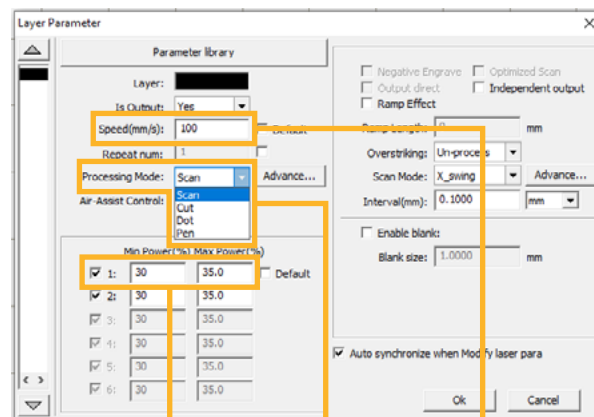 Layer Parameter
Parameter library
Layer:
Is Output: Yes
Speed(mm/s): 100 Default
Repeat num: 1
Processing Mode: Scan Advance...
Scan
Cut
Dot
Pen
Air-Assist Control:
Min Power(%) Max Power(%)
1: 30 35.0 Default
2: 30 35.0
3: 30 35.0
4: 30 35.0
5: 30 35.0
6: 30 35.0
Negative Engrave Optimized Scan
Output direct Independent output
Ramp Effect
Ramp Length: mm
Overstriking: Un-process
Scan Mode: X_swing Advance...
Interval(mm): 0.1000 mm
Enable blank:
Blank size: 1.0000 mm
Auto synchronize when Modify laser para
Ok Cancel